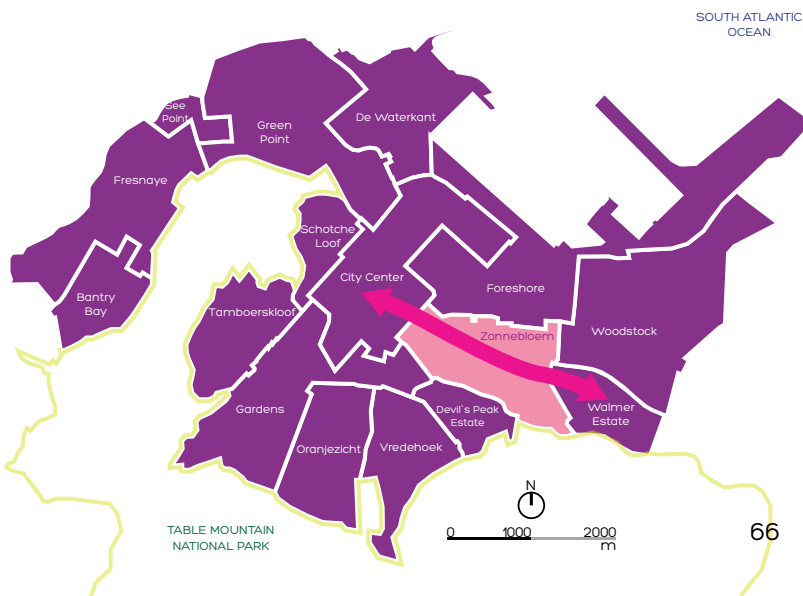 SOUTH ATLANTIC
OCEAN
See
Point
Green
Point
De Waterkant
Fresnaye
Schotche
Loof
City Center
Bantry
Bay
Tamboerskloof
Foreshore
Zonnebloem
Woodstock
Gardens
Devil`s Peak
Estate
Walmer
Estate
Oranjezicht
Vredehoek
TABLE MOUNTAIN
NATIONAL PARK
N
0 1000 2000
m
66